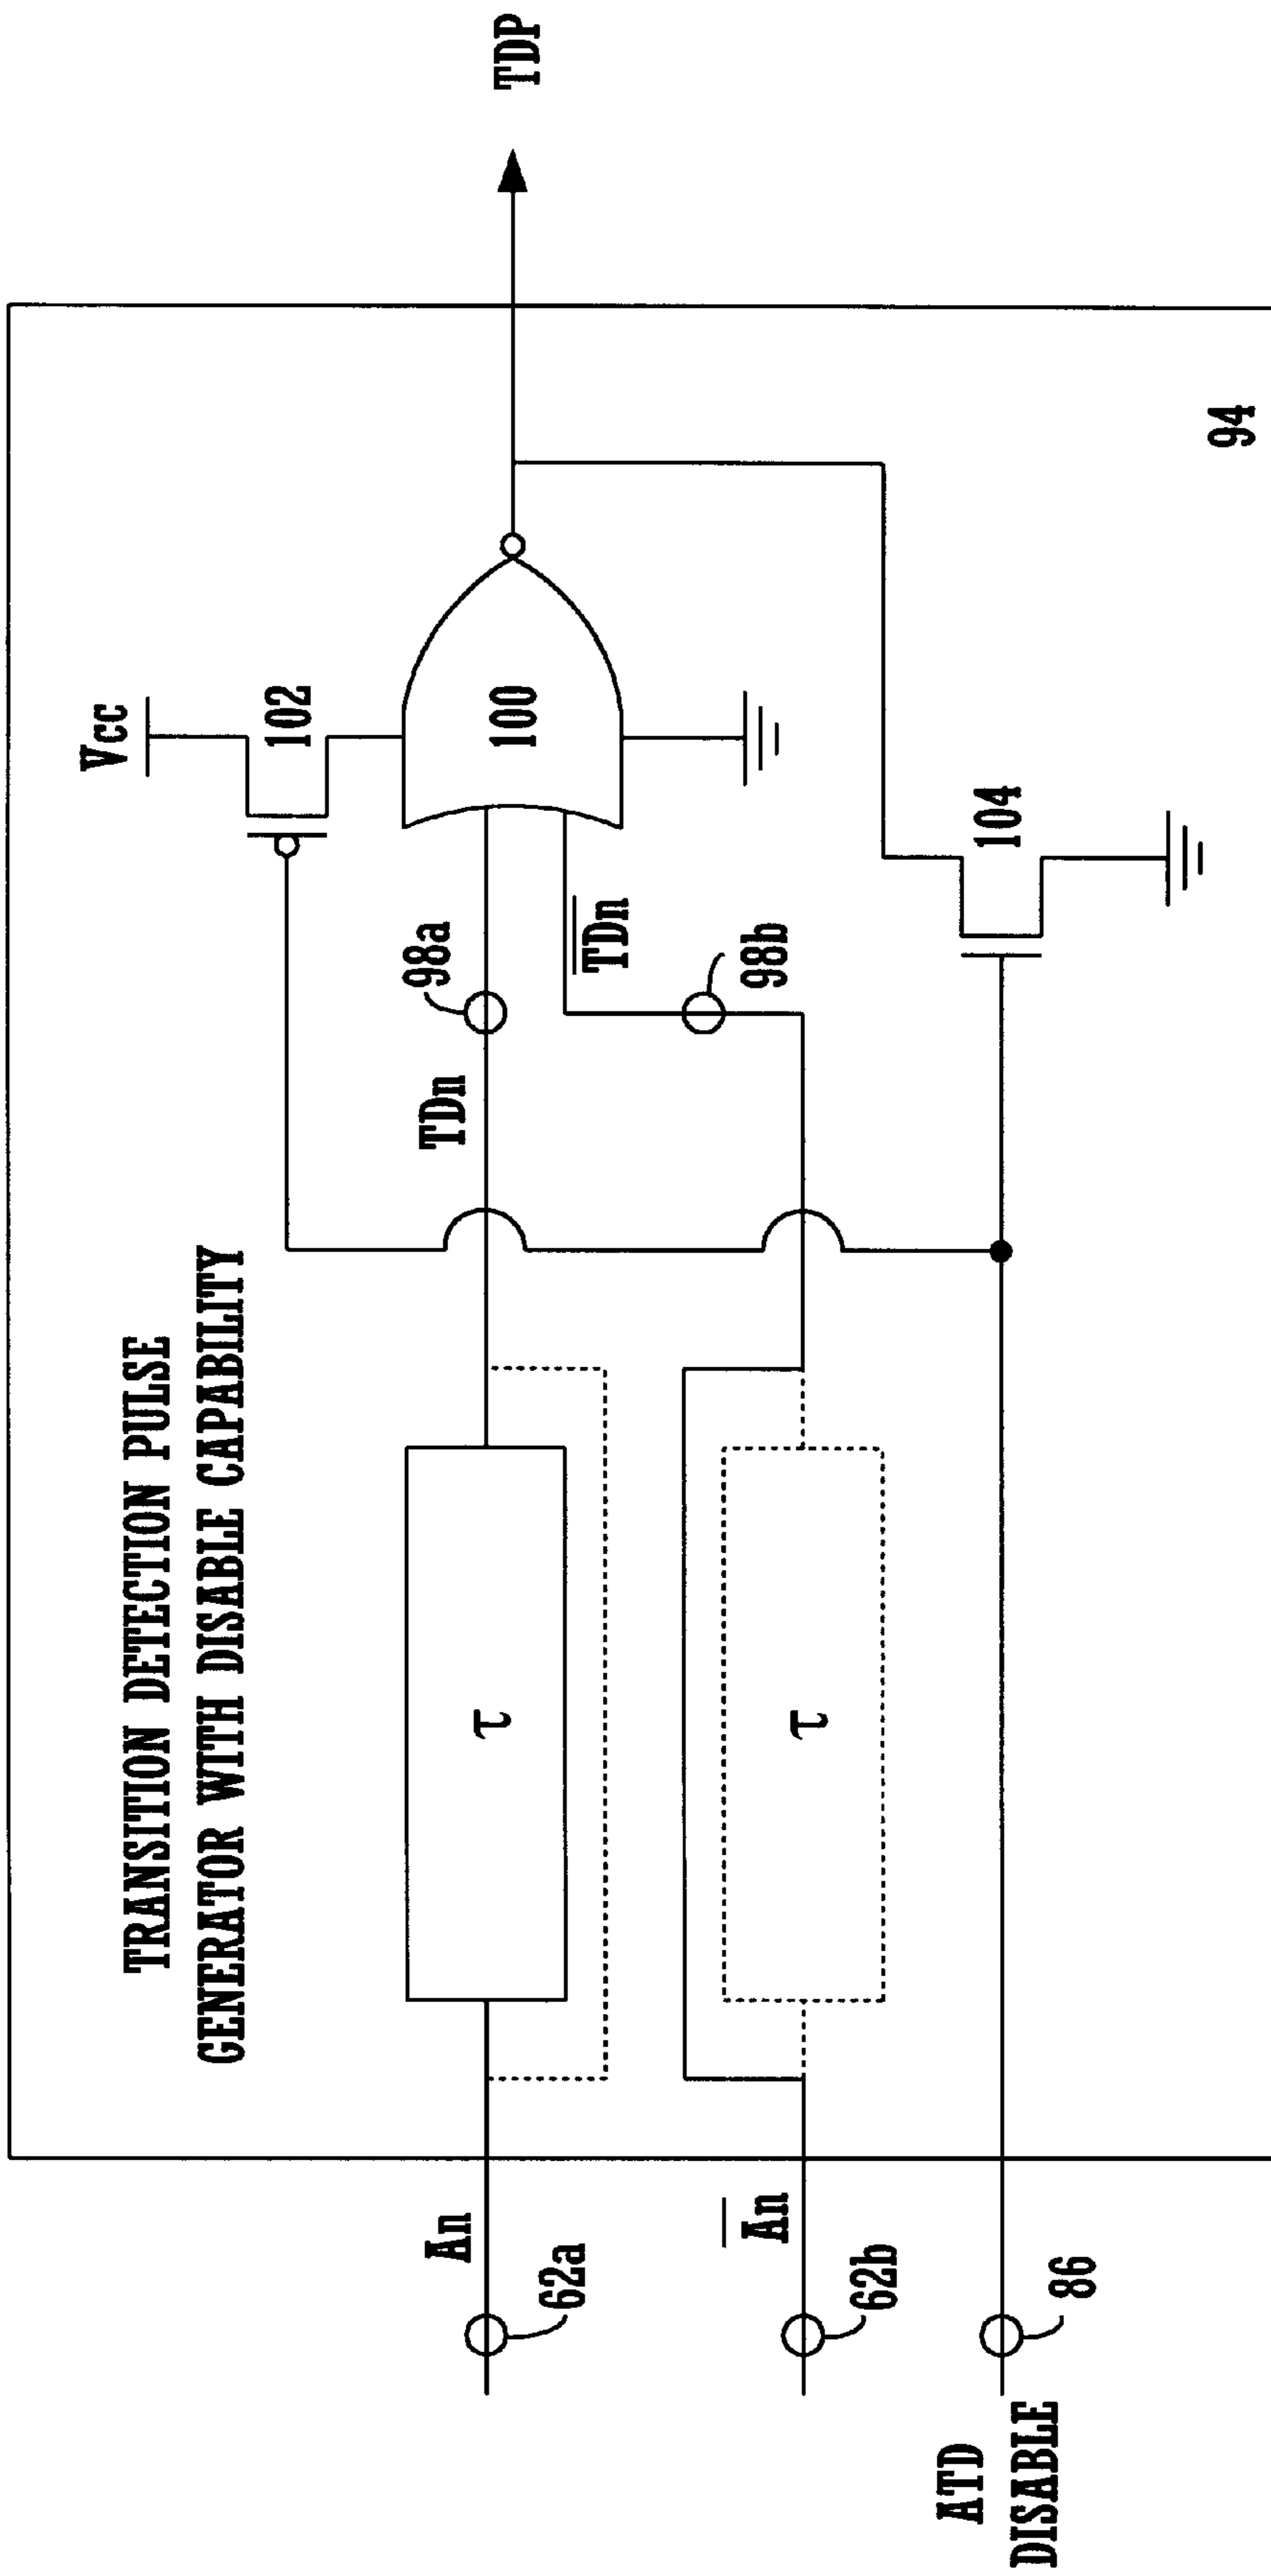 TRANSITION DETECTION PULSE
GENERATOR WITH DISABLE CAPABILITY
Vcc
102
An
62a
τ
TDn
98a
100
TDP
An
62b
τ
TDn
98b
104
ATD
DISABLE
86
94